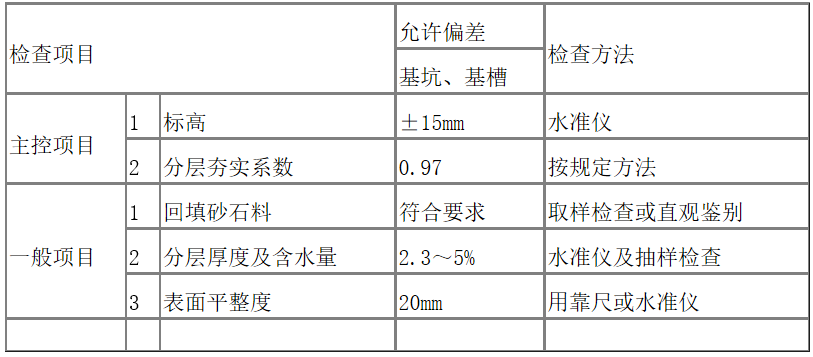 检查项目 允许偏差 检查方法
基坑、基槽
主控项目 1 标高 ±15mm 水准仪
2 分层夯实系数 0.97 按规定方法
一般项目 1 回填砂石料 符合要求 取样检查或直观鉴别
2 分层厚度及含水量 2.3～5% 水准仪及抽样检查
3 表面平整度 20mm 用靠尺或水准仪